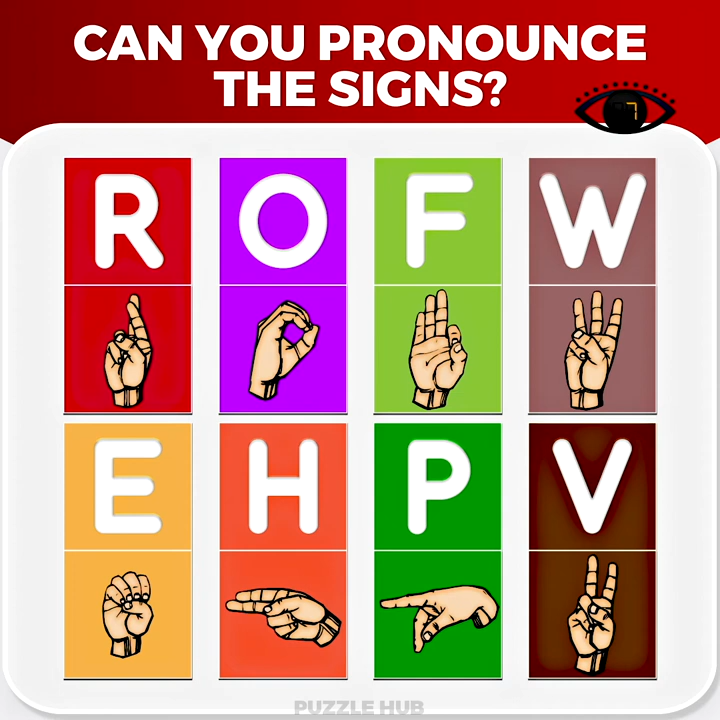 CAN YOU PRONOUNCE
THE SIGNS?
R O F W
E H P V
PUZZLE HUB